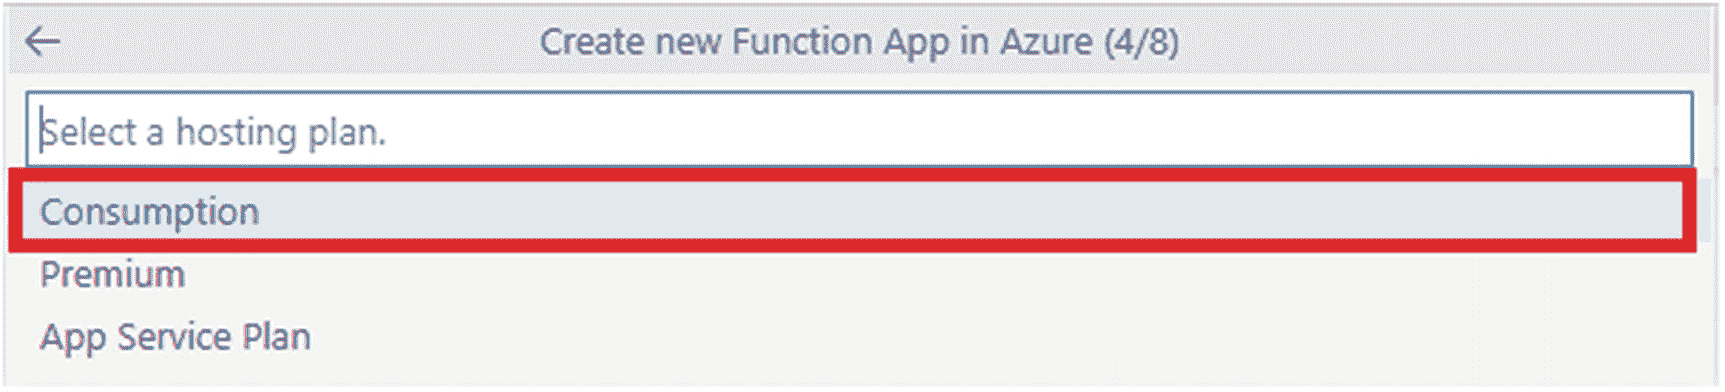 Create new Function App in Azure (4/8)
Select a hosting plan.
Consumption
Premium
App Service Plan